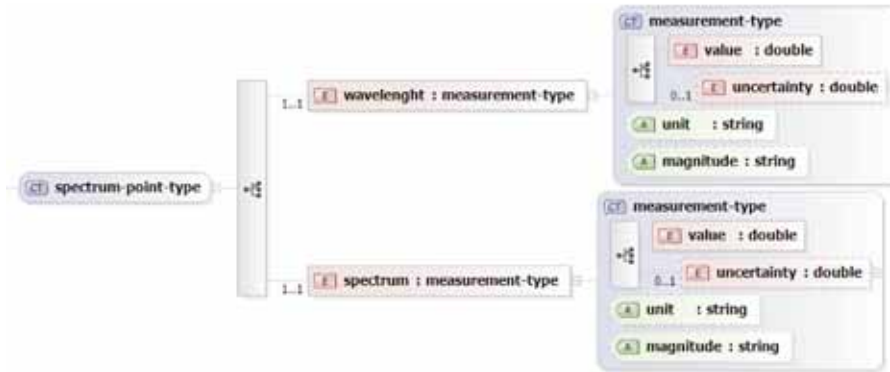 CT measurement-type
E value : double
0..1 E uncertainty : double
1..1 E wavelenght : measurement-type
A unit : string
A magnitude : string
CT spectrum-point-type
CT measurement-type
E value : double
0..1 E uncertainty : double
1..1 E spectrum : measurement-type
A unit : string
A magnitude : string